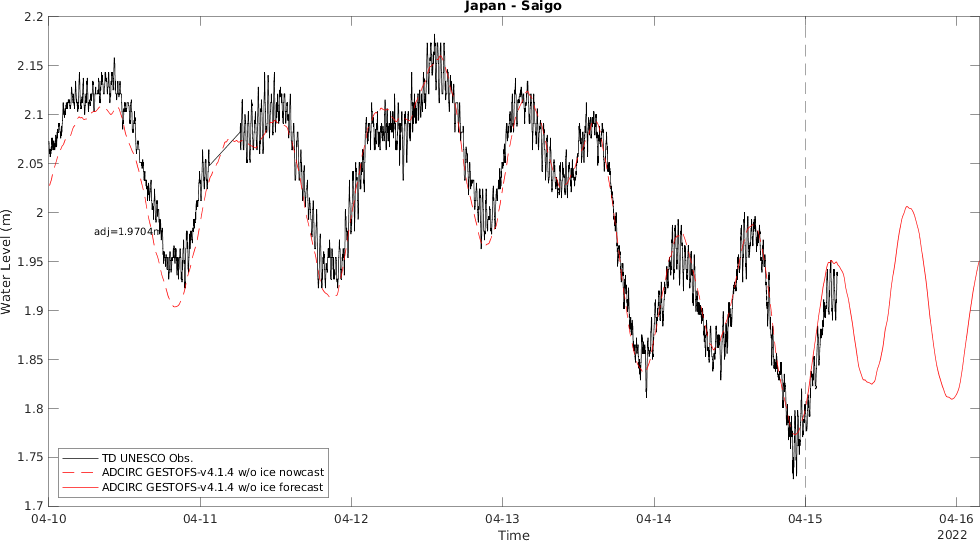 Japan - Saigo
2.2
2.15
2.1
2.05
2
1.95
1.9
1.85
1.8
1.75
1.7
Water Level (m)
adj=1.9704m
TD UNESCO Obs.
ADCIRC GESTOFS-v4.1.4 w/o ice nowcast
ADCIRC GESTOFS-v4.1.4 w/o ice forecast
04-10 04-11 04-12 04-13 04-14 04-15 04-16
Time
2022